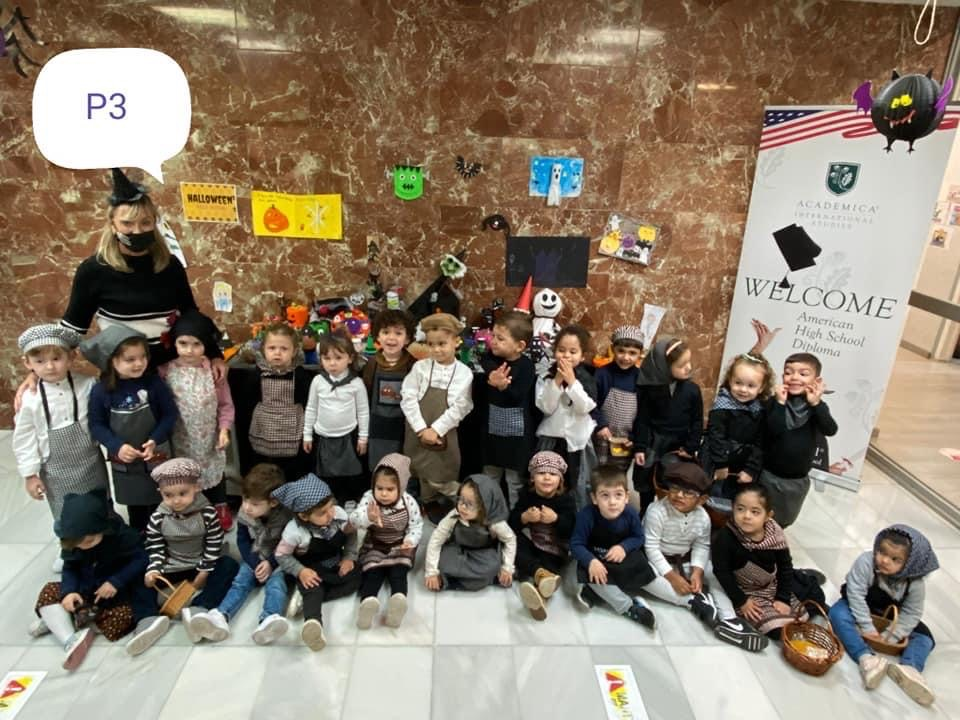 P3
HALLOWEEN
ACADEMICA
INTERNATIONAL
STUDIES
WELCOME
American
High School
Diploma